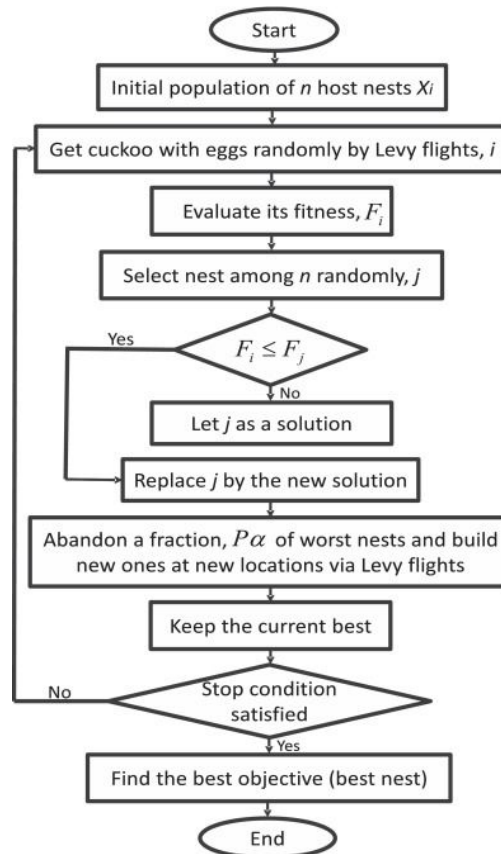 Start
Initial population of n host nests Xi
Get cuckoo with eggs randomly by Levy flights, i
Evaluate its fitness, F_i
Select nest among n randomly, j
Yes
F_i ≤ F_j
No
Let j as a solution
Replace j by the new solution
Abandon a fraction, Pα of worst nests and build
new ones at new locations via Levy flights
Keep the current best
No
Stop condition
satisfied
Yes
Find the best objective (best nest)
End